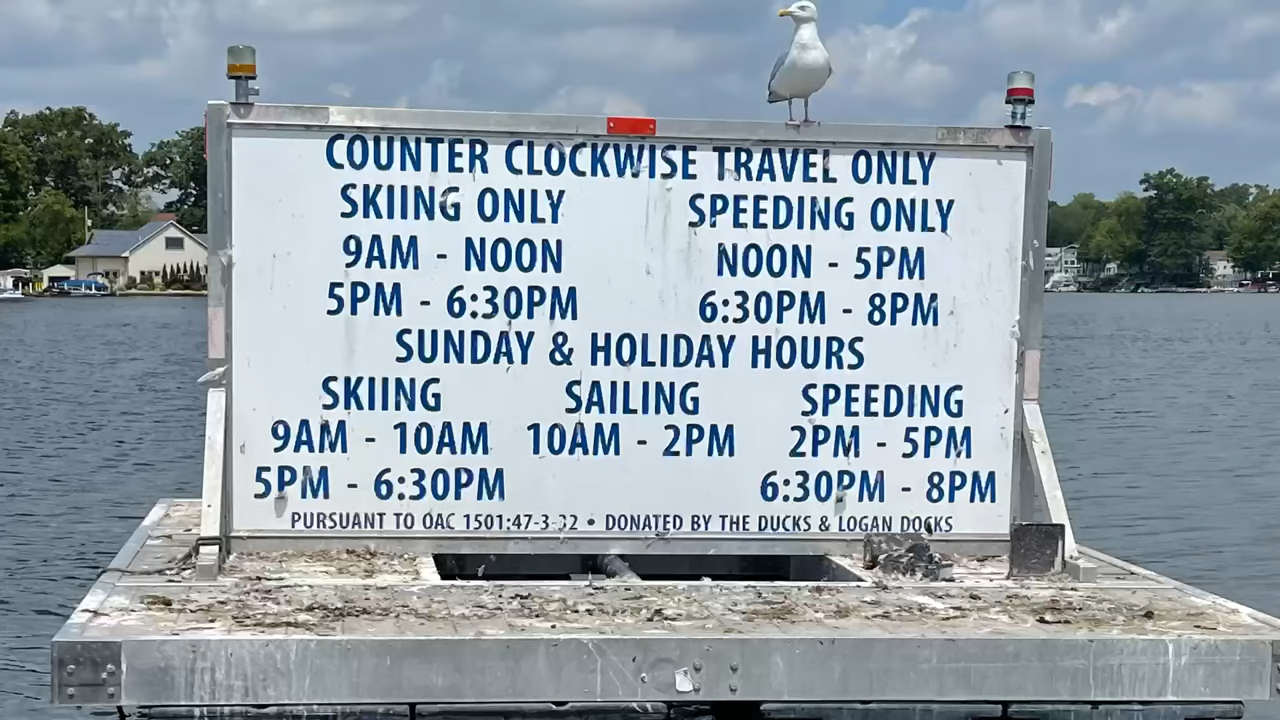 COUNTER CLOCKWISE TRAVEL ONLY
SKIING ONLY SPEEDING ONLY
9AM - NOON NOON - 5PM
5PM - 6:30PM 6:30PM - 8PM
SUNDAY & HOLIDAY HOURS
SKIING SAILING SPEEDING
9AM - 10AM 10AM - 2PM 2PM - 5PM
5PM - 6:30PM 6:30PM - 8PM
PURSUANT TO OAC 1501:47-3-32 • DONATED BY THE DUCKS & LOGAN DOCKS